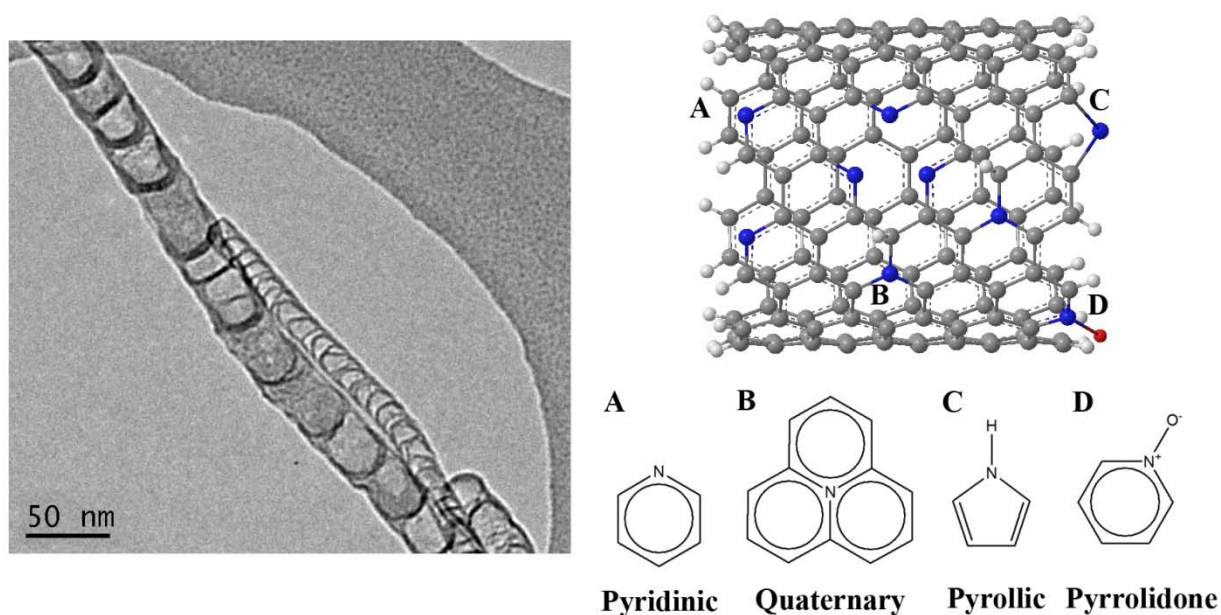 50 nm
A
C
B
D
A
B
C
D
N
Pyridinic
N
Quaternary
H
N
Pyrollic
O-
N+
Pyrrolidone